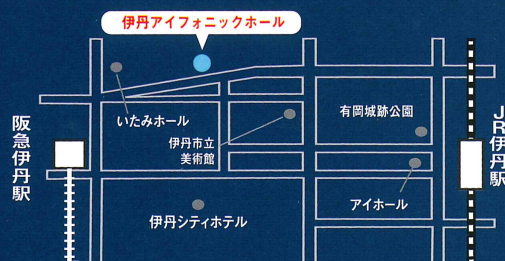 伊丹アイフォニックホール
いたみホール
有岡城跡公園
伊丹市立
美術館
阪急伊丹駅
JR伊丹駅
アイホール
伊丹シティホテル